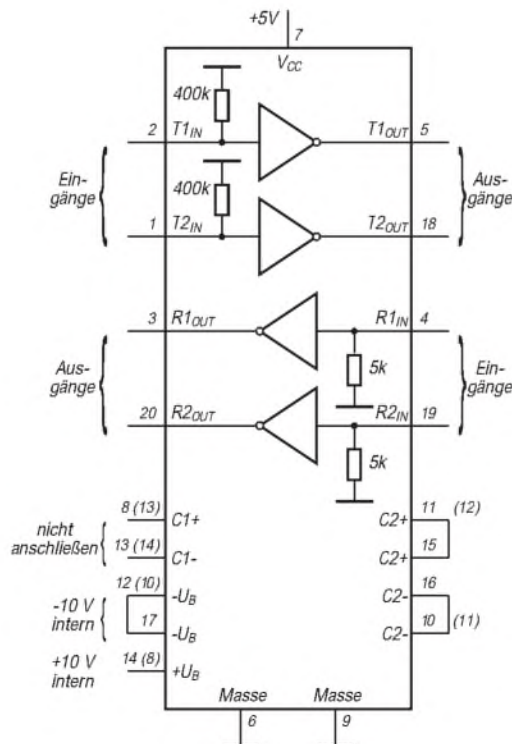 +5V
7
VCC
400k
2 T1IN T1OUT 5
Ein-
gänge
Aus-
gänge
400k
1 T2IN T2OUT 18
3 R1OUT R1IN 4
Aus-
gänge
5k
Ein-
gänge
20 R2OUT R2IN 19
5k
8 (13) C1+ C2+ 11 (12)
nicht
anschließen
13 (14) C1- C2+ 15
12 (10) -UB C2- 16
-10 V
intern
17 -UB C2- 10 (11)
+10 V
intern
14 (8) +UB
Masse Masse
6 9